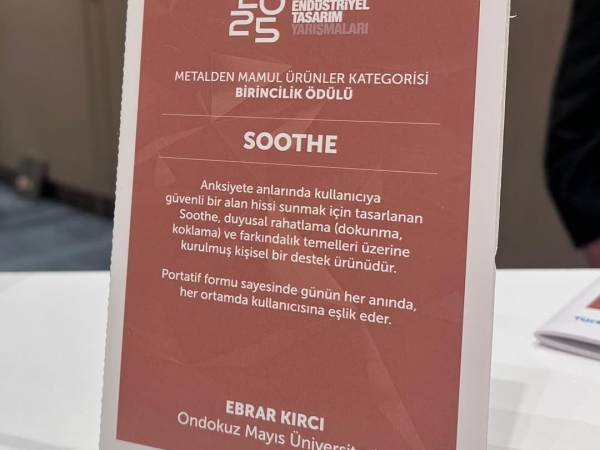 2025
ENDÜSTRİYEL
TASARIM
YARIŞMALARI
METALDEN MAMUL ÜRÜNLER KATEGORİSİ
BİRİNCİLİK ÖDÜLÜ
SOOTHE
Anksiyete anlarında kullanıcıya
güvenli bir alan hissi sunmak için tasarlanan
Soothe, duyusal rahatlama (dokunma,
koklama) ve farkındalık temelleri üzerine
kurulmuş kişisel bir destek ürünüdür.
Portatif formu sayesinde günün her anında,
her ortamda kullanıcısına eşlik eder.
EBRAR KIRCI
Ondokuz Mayıs